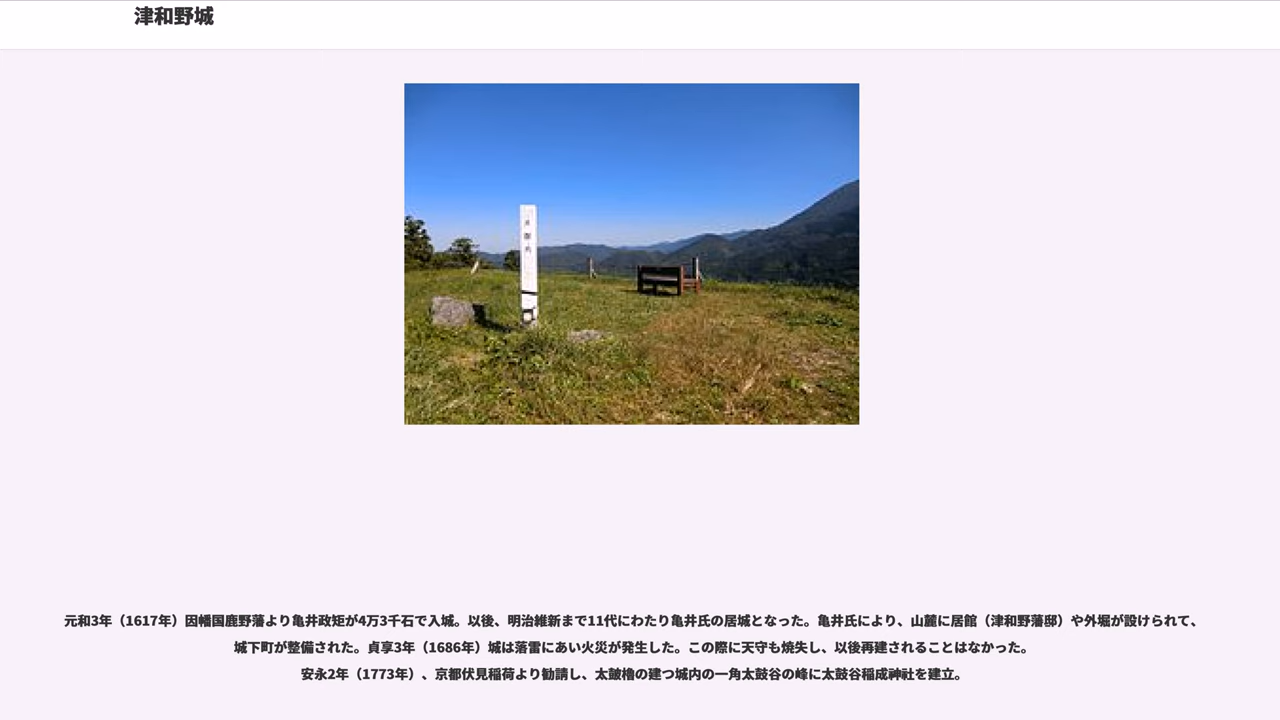 津和野城
元和3年（1617年）因幡国鹿野藩より亀井政矩が4万3千石で入城。以後、明治維新まで11代にわたり亀井氏の居城となった。亀井氏により、山麓に居館（津和野藩邸）や外堀が設けられて、
城下町が整備された。貞享3年（1686年）城は落雷にあい火災が発生した。この際に天守も焼失し、以後再建されることはなかった。
安永2年（1773年）、京都伏見稲荷より勧請し、太皷櫓の建つ城内の一角太鼓谷の峰に太鼓谷稲成神社を建立。